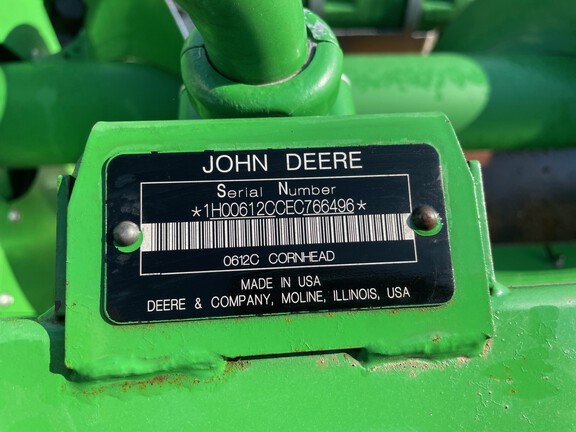 JOHN DEERE
Serial Number
*1H00612CCEC766496*
0612C CORNHEAD
MADE IN USA
DEERE & COMPANY, MOLINE, ILLINOIS, USA